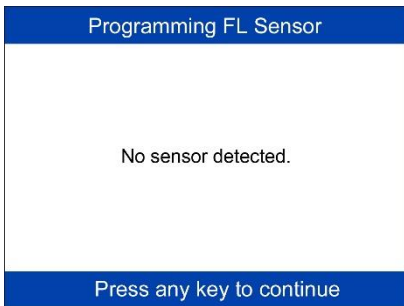 Programming FL Sensor
No sensor detected.
Press any key to continue